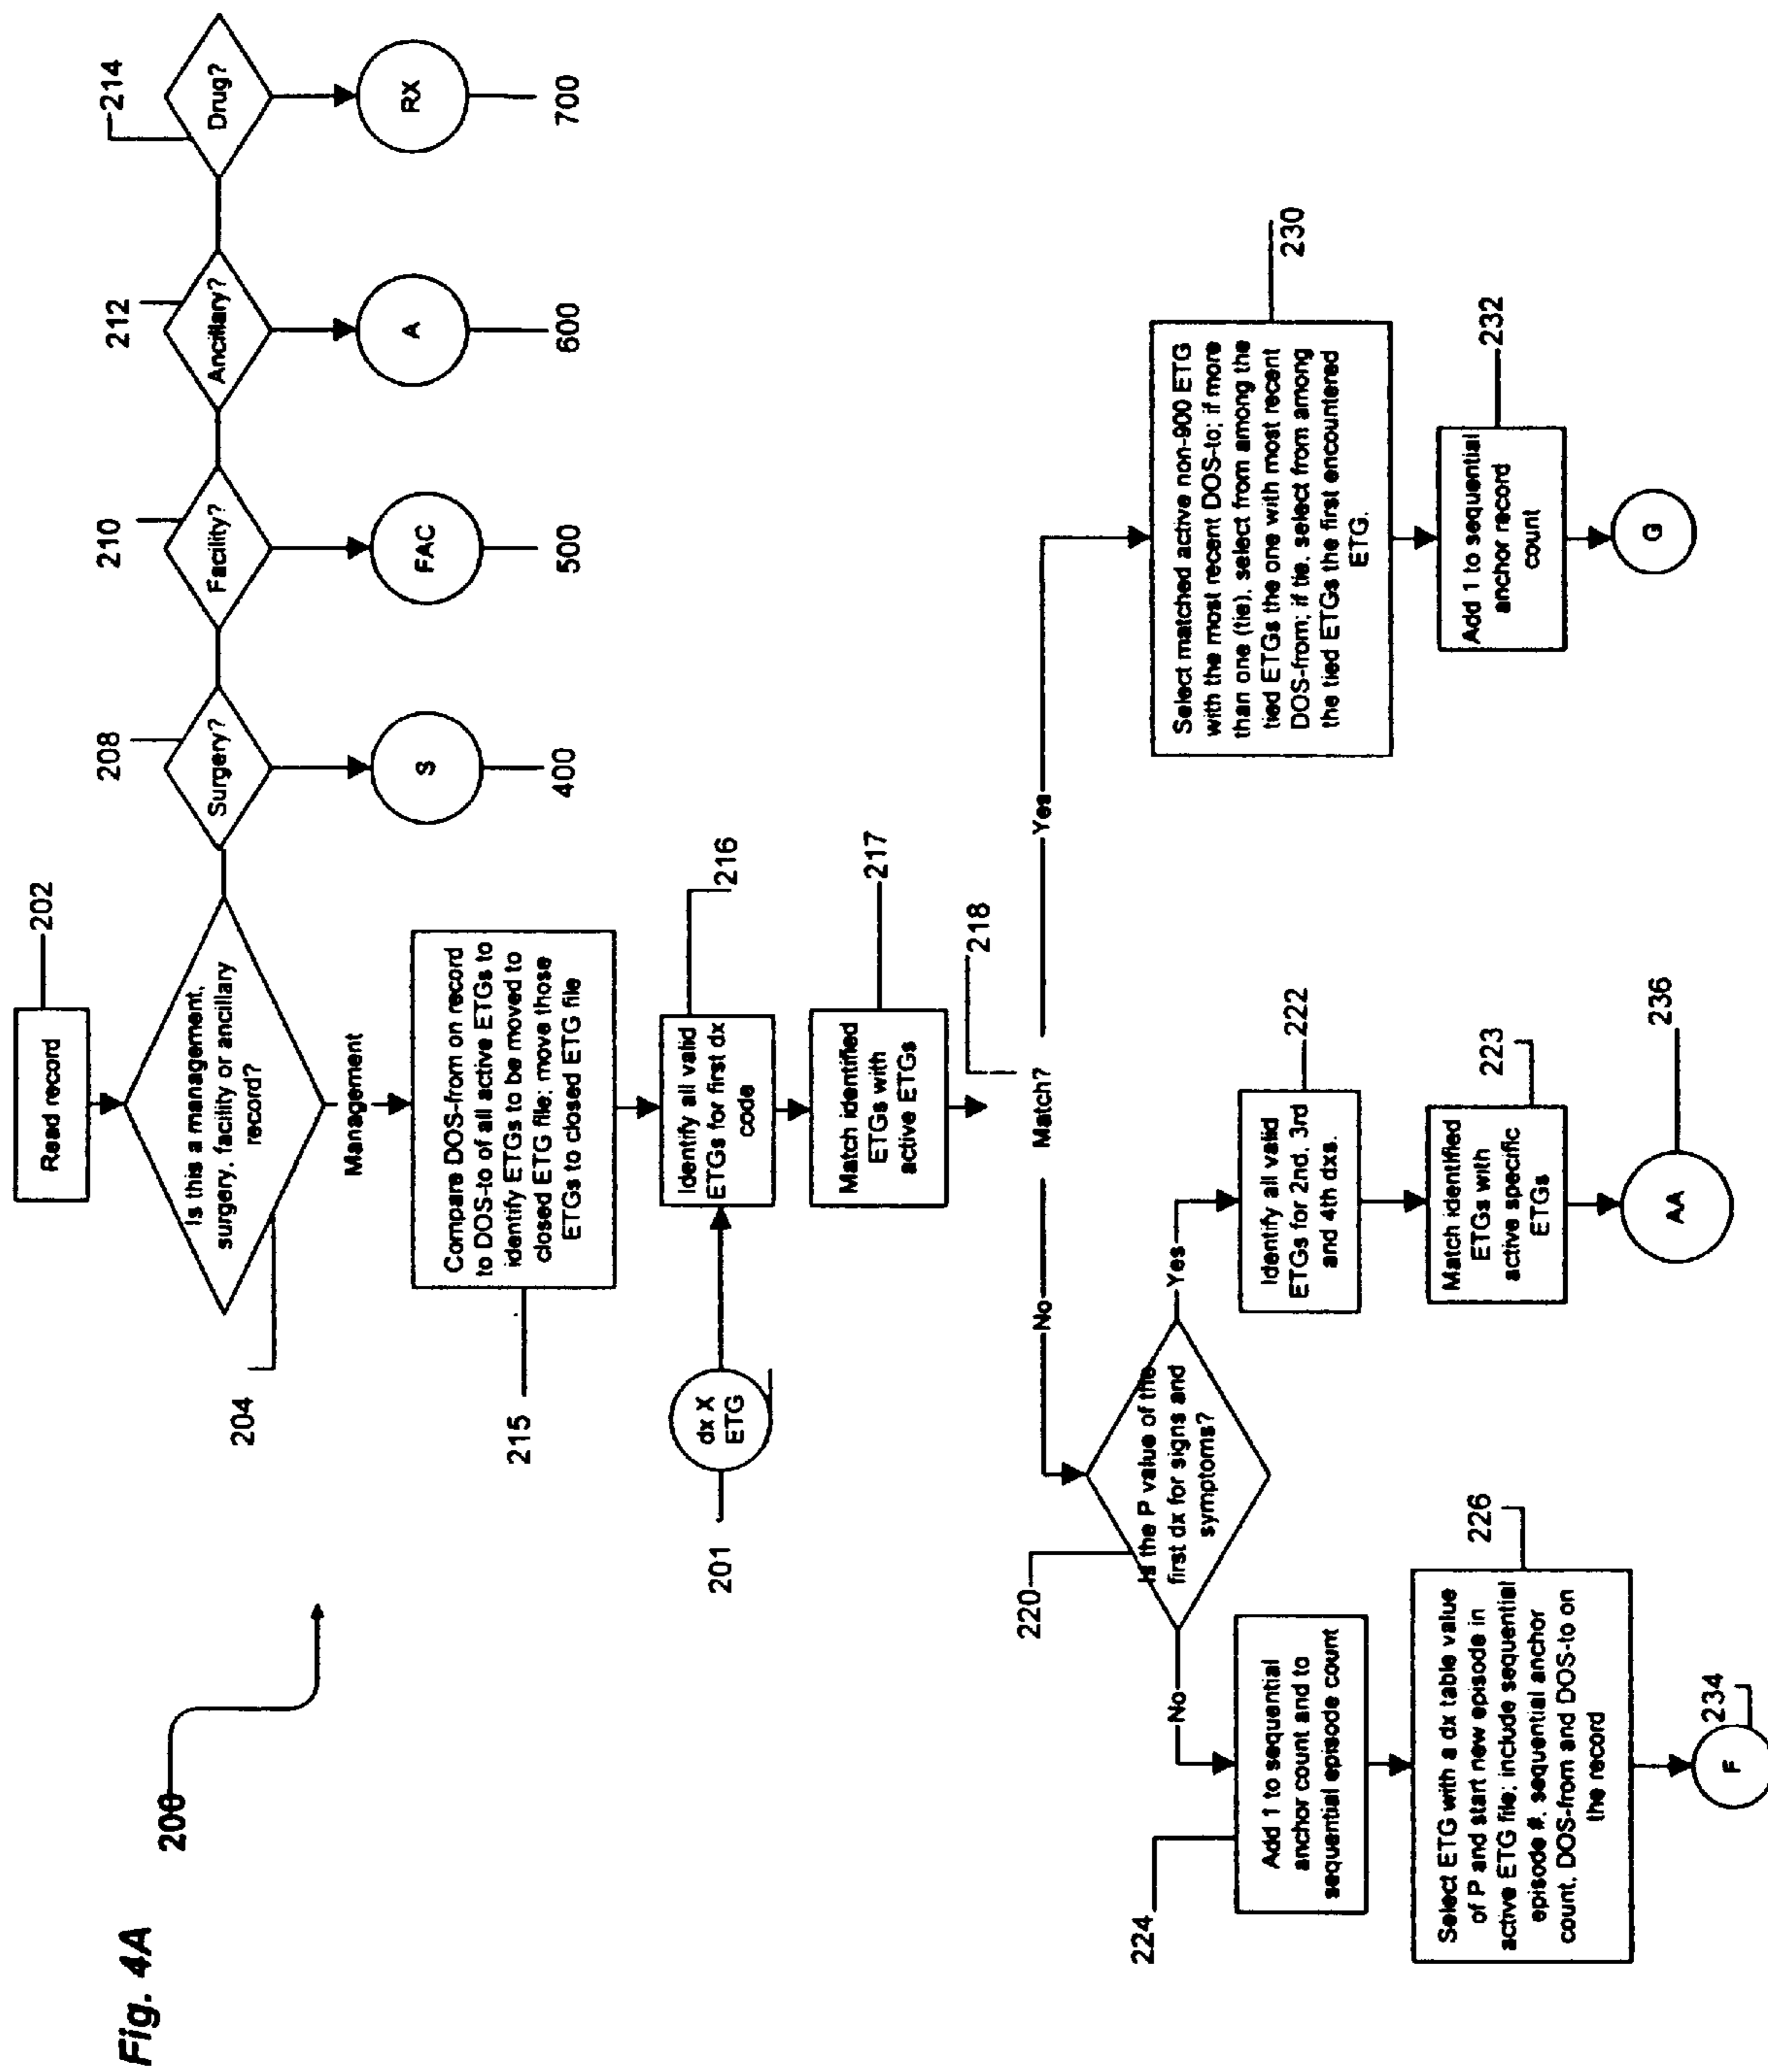 Fig. 4A
200
Read record
202
Is this a management,
surgery, facility or ancillary
record?
204
Surgery?
208
Facility?
210
Ancillary?
212
Drug?
214
S
400
FAC
500
A
600
RX
700
Management
Compare DOS-from on record
to DOS-to of all active ETGs to
identify ETGs to be moved to
closed ETG file; move those
ETGs to closed ETG file
215
dx X
ETG
201
Identify all valid
ETGs for first dx
code
216
Match identified
ETGs with
active ETGs
217
218
No
Match?
Yes
Is the P value of the
first dx for signs and
symptoms?
220
No
Yes
Add 1 to sequential
anchor count and to
sequential episode count
224
Select ETG with a dx table value
of P and start new episode in
active ETG file; include sequential
episode #, sequential anchor
count, DOS-from and DOS-to on
the record
226
F
234
Identify all valid
ETGs for 2nd, 3rd
and 4th dxs.
222
Match identified
ETGs with
active specific
ETGs
223
AA
236
Select matched active non-900 ETG
with the most recent DOS-to; if more
than one (tie), select from among the
tied ETGs the one with most recent
DOS-from; if tie, select from among
the tied ETGs the first encountered
ETG.
230
Add 1 to sequential
anchor record
count
232
G